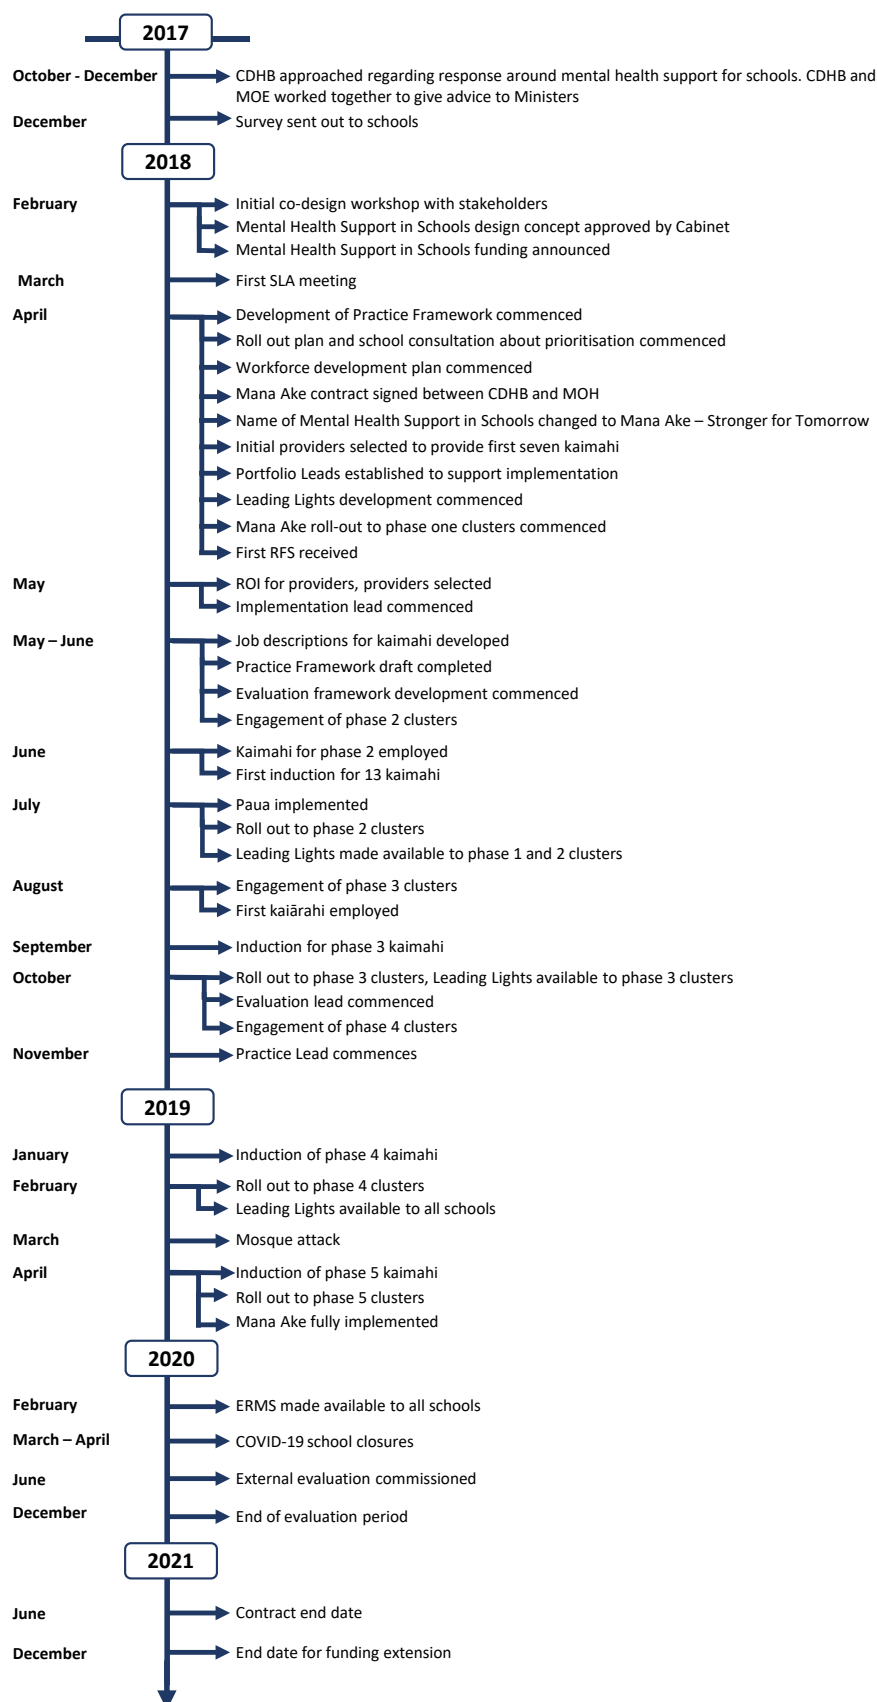 2017
October - December
CDHB approached regarding response around mental health support for schools. CDHB and
MOE worked together to give advice to Ministers
December
Survey sent out to schools
2018
February
Initial co-design workshop with stakeholders
Mental Health Support in Schools design concept approved by Cabinet
Mental Health Support in Schools funding announced
March
First SLA meeting
April
Development of Practice Framework commenced
Roll out plan and school consultation about prioritisation commenced
Workforce development plan commenced
Mana Ake contract signed between CDHB and MOH
Name of Mental Health Support in Schools changed to Mana Ake – Stronger for Tomorrow
Initial providers selected to provide first seven kaimahi
Portfolio Leads established to support implementation
Leading Lights development commenced
Mana Ake roll-out to phase one clusters commenced
First RFS received
May
ROI for providers, providers selected
Implementation lead commenced
May – June
Job descriptions for kaimahi developed
Practice Framework draft completed
Evaluation framework development commenced
Engagement of phase 2 clusters
June
Kaimahi for phase 2 employed
First induction for 13 kaimahi
July
Paua implemented
Roll out to phase 2 clusters
Leading Lights made available to phase 1 and 2 clusters
August
Engagement of phase 3 clusters
First kaiārahi employed
September
Induction for phase 3 kaimahi
October
Roll out to phase 3 clusters, Leading Lights available to phase 3 clusters
Evaluation lead commenced
Engagement of phase 4 clusters
November
Practice Lead commences
2019
January
Induction of phase 4 kaimahi
February
Roll out to phase 4 clusters
Leading Lights available to all schools
March
Mosque attack
April
Induction of phase 5 kaimahi
Roll out to phase 5 clusters
Mana Ake fully implemented
2020
February
ERMS made available to all schools
March – April
COVID-19 school closures
June
External evaluation commissioned
December
End of evaluation period
2021
June
Contract end date
December
End date for funding extension